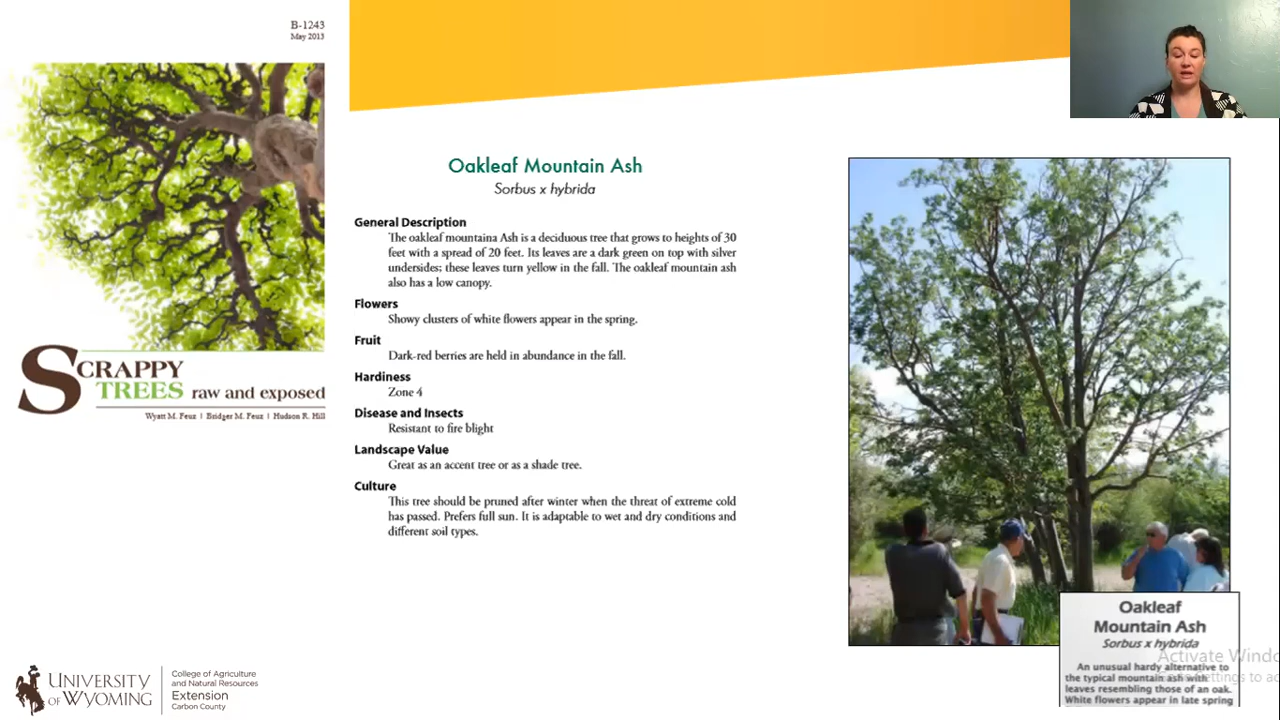 B-1243
May 2013
SCRAPPY
TREES raw and exposed
Wyatt M. Feuz | Bridger M. Feuz | Hudson R. Hill
Oakleaf Mountain Ash
Sorbus x hybrida
General Description
The oakleaf mountaina Ash is a deciduous tree that grows to heights of 30
feet with a spread of 20 feet. Its leaves are a dark green on top with silver
undersides; these leaves turn yellow in the fall. The oakleaf mountain ash
also has a low canopy.
Flowers
Showy clusters of white flowers appear in the spring.
Fruit
Dark-red berries are held in abundance in the fall.
Hardiness
Zone 4
Disease and Insects
Resistant to fire blight
Landscape Value
Great as an accent tree or as a shade tree.
Culture
This tree should be pruned after winter when the threat of extreme cold
has passed. Prefers full sun. It is adaptable to wet and dry conditions and
different soil types.
Oakleaf
Mountain Ash
Sorbus x hybrida
An unusual hardy alternative to
the typical mountain ash with
leaves resembling those of an oak.
White flowers appear in late spring
Activate Windo
ettings to ac
UNIVERSITY
OF WYOMING
College of Agriculture
and Natural Resources
Extension
Carbon County